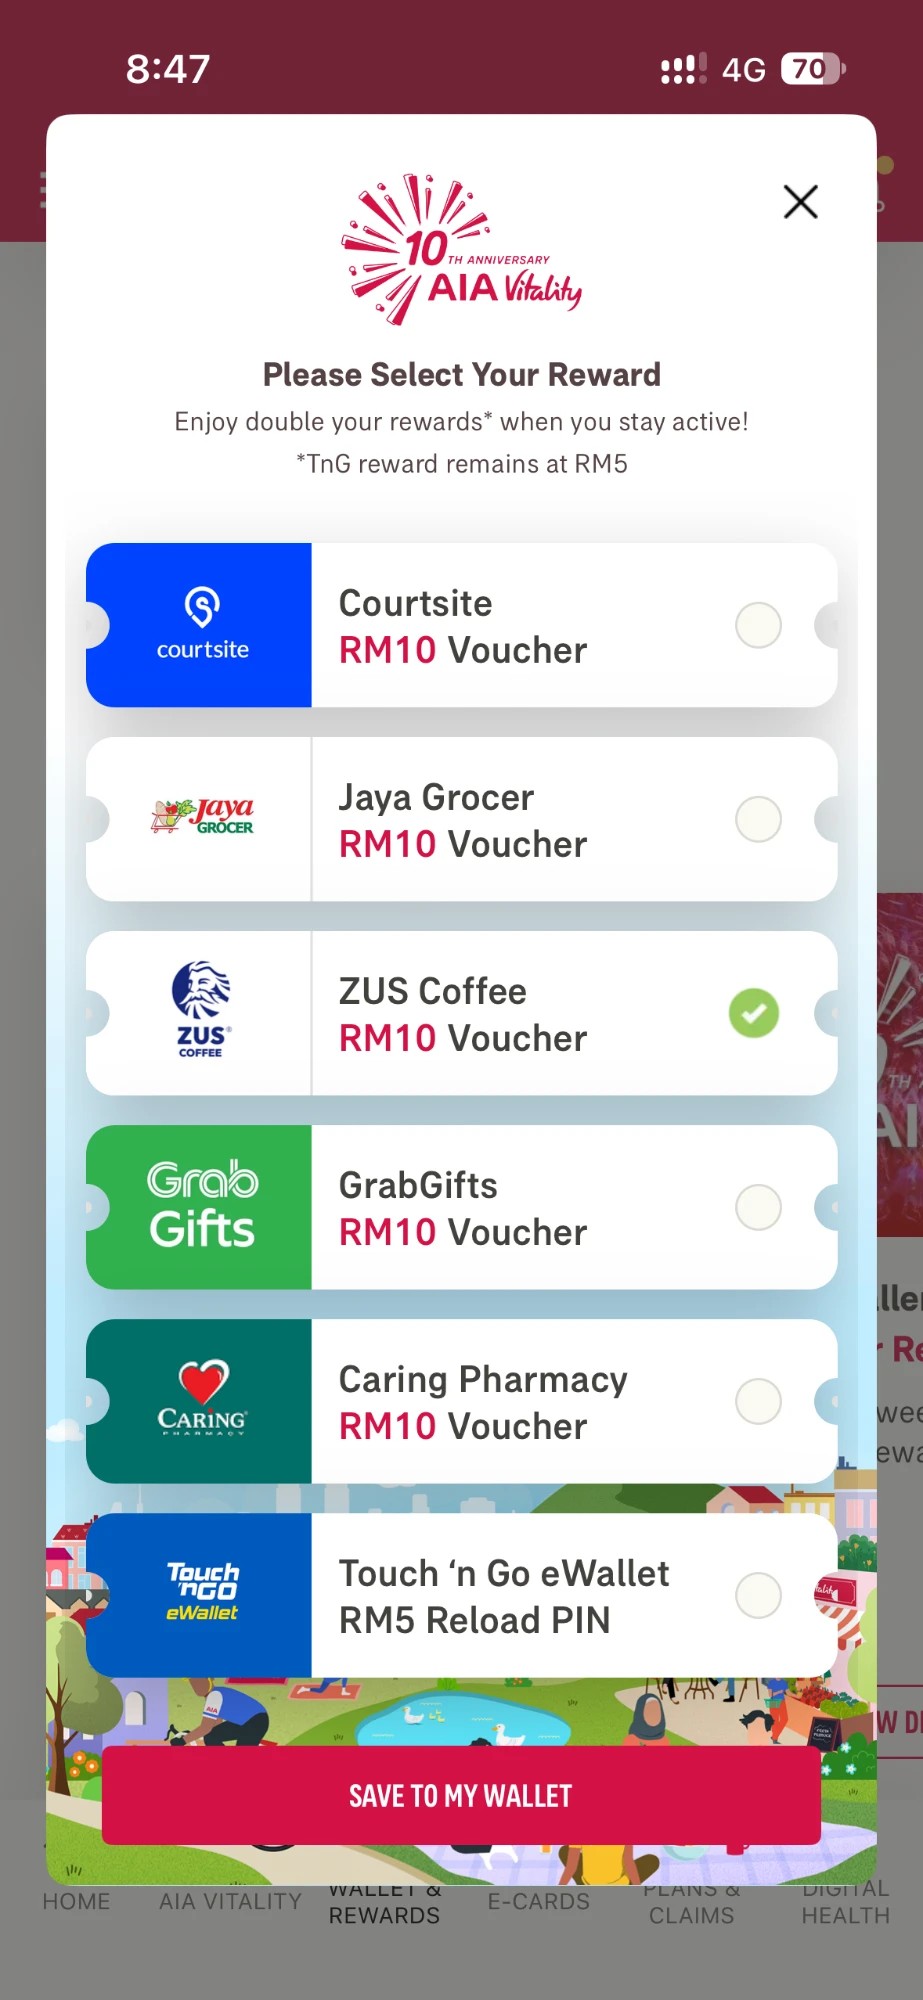 8:47
4G 70
10TH ANNIVERSARY
AIA Vitality
Please Select Your Reward
Enjoy double your rewards* when you stay active!
*TnG reward remains at RM5
courtsite
Courtsite
RM10 Voucher
Jaya
GROCER
Jaya Grocer
RM10 Voucher
ZUS®
COFFEE
ZUS Coffee
RM10 Voucher
Grab
Gifts
GrabGifts
RM10 Voucher
CARiNG
PHARMACY
Caring Pharmacy
RM10 Voucher
Touch
'nGO
eWallet
Touch ‘n Go eWallet
RM5 Reload PIN
AIA
SAVE TO MY WALLET
HOME
AIA VITALITY
WALLET &
REWARDS
E-CARDS
PLANS &
CLAIMS
DIGITAL
HEALTH